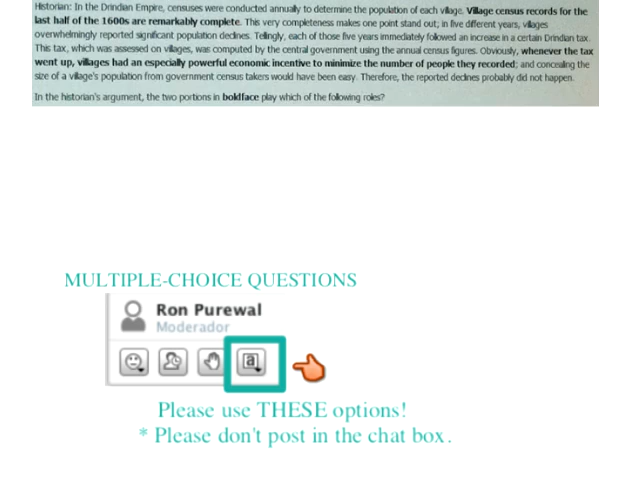 Historian: In the Drindian Empire, censuses were conducted annually to determine the population of each village. Village census records for the
last half of the 1600s are remarkably complete. This very completeness makes one point stand out; in five different years, villages
overwhelmingly reported significant population declines. Tellingly, each of those five years immediately followed an increase in a certain Drindian tax.
This tax, which was assessed on villages, was computed by the central government using the annual census figures. Obviously, whenever the tax
went up, villages had an especially powerful economic incentive to minimize the number of people they recorded; and concealing the
size of a village's population from government census takers would have been easy. Therefore, the reported declines probably did not happen.
In the historian's argument, the two portions in boldface play which of the following roles?
MULTIPLE-CHOICE QUESTIONS
Ron Purewal
Moderador
a
Please use THESE options!
* Please don't post in the chat box.